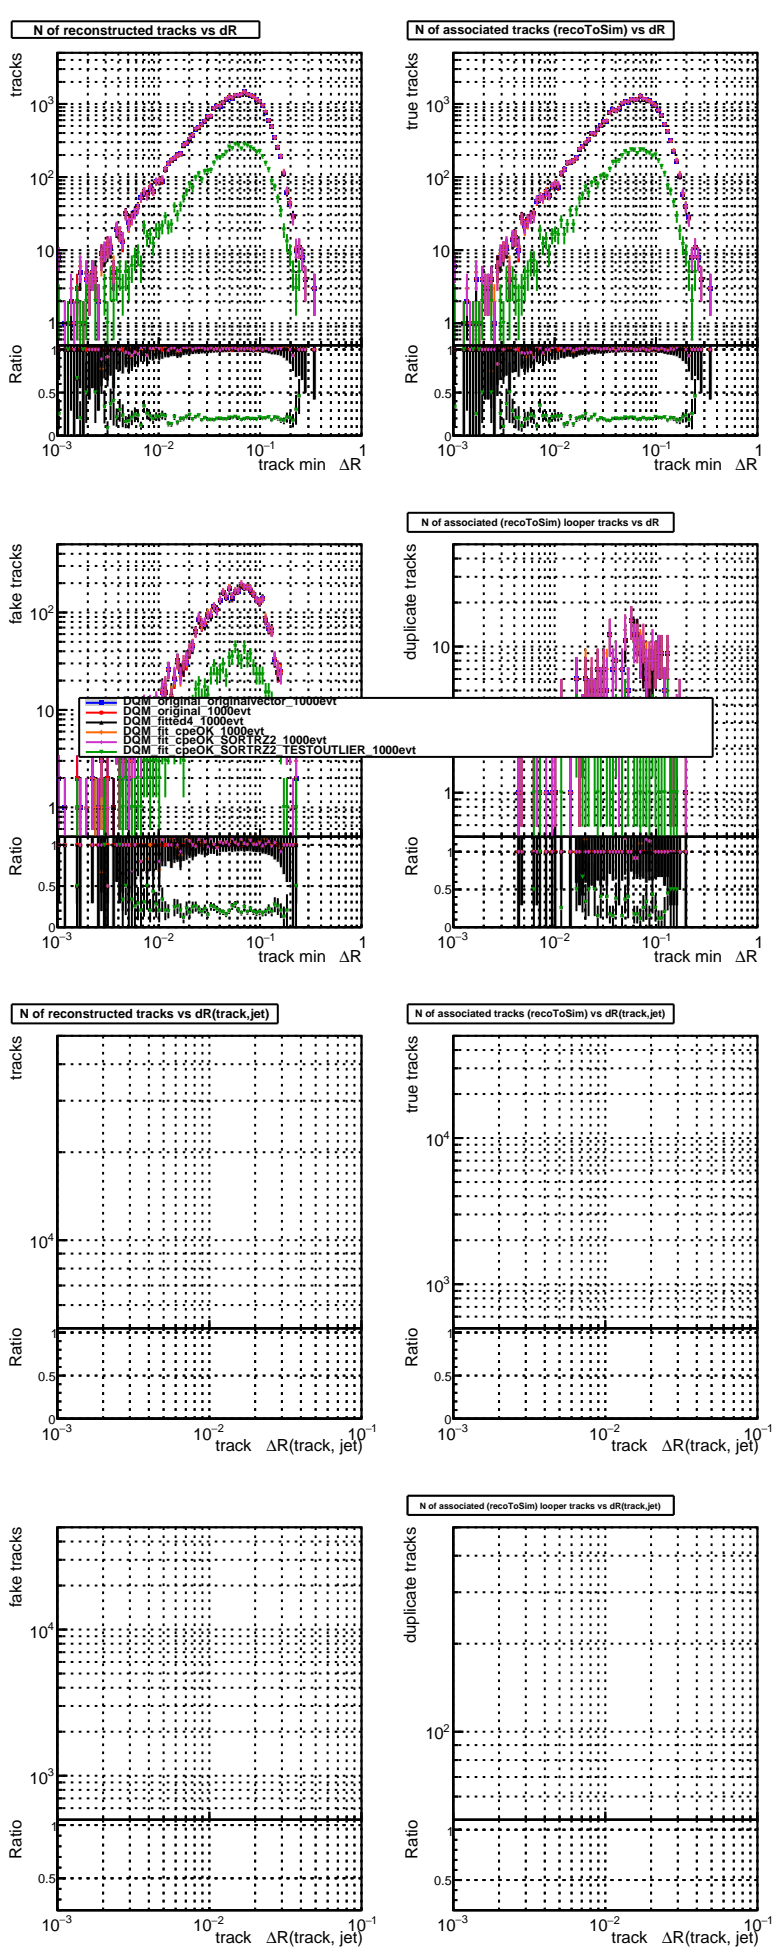 N of reconstructed tracks vs dR
tracks
10³
10²
10
1
Ratio
1
0.5
0
10⁻³ 10⁻² 10⁻¹ 1
track min ΔR
N of associated tracks (recoToSim) vs dR
true tracks
10³
10²
10
1
Ratio
1
0.5
0
10⁻³ 10⁻² 10⁻¹ 1
track min ΔR
fake tracks
10²
10
1
Ratio
1
0.5
0
10⁻³ 10⁻² 10⁻¹ 1
track min ΔR
N of associated (recoToSim) looper tracks vs dR
duplicate tracks
10
1
Ratio
1
0.5
0
10⁻³ 10⁻² 10⁻¹ 1
track min ΔR
DQM_original_originalvector_1000evt
DQM_original_1000evt
DQM_fitted4_1000evt
DQM_fit_cpeOK_1000evt
DQM_fit_cpeOK_SORTRZ2_1000evt
DQM_fit_cpeOK_SORTRZ2_TESTOUTLIER_1000evt
N of reconstructed tracks vs dR(track,jet)
tracks
10⁴
Ratio
1
0.5
0
10⁻³ 10⁻² 10⁻¹
track ΔR(track, jet)
N of associated tracks (recoToSim) vs dR(track,jet)
true tracks
10⁴
10³
Ratio
1
0.5
0
10⁻³ 10⁻² 10⁻¹
track ΔR(track, jet)
fake tracks
10⁴
10³
Ratio
1
0.5
10⁻³ 10⁻² 10⁻¹
track ΔR(track, jet)
N of associated (recoToSim) looper tracks vs dR(track,jet)
duplicate tracks
10²
Ratio
1
0.5
10⁻³ 10⁻² 10⁻¹
track ΔR(track, jet)